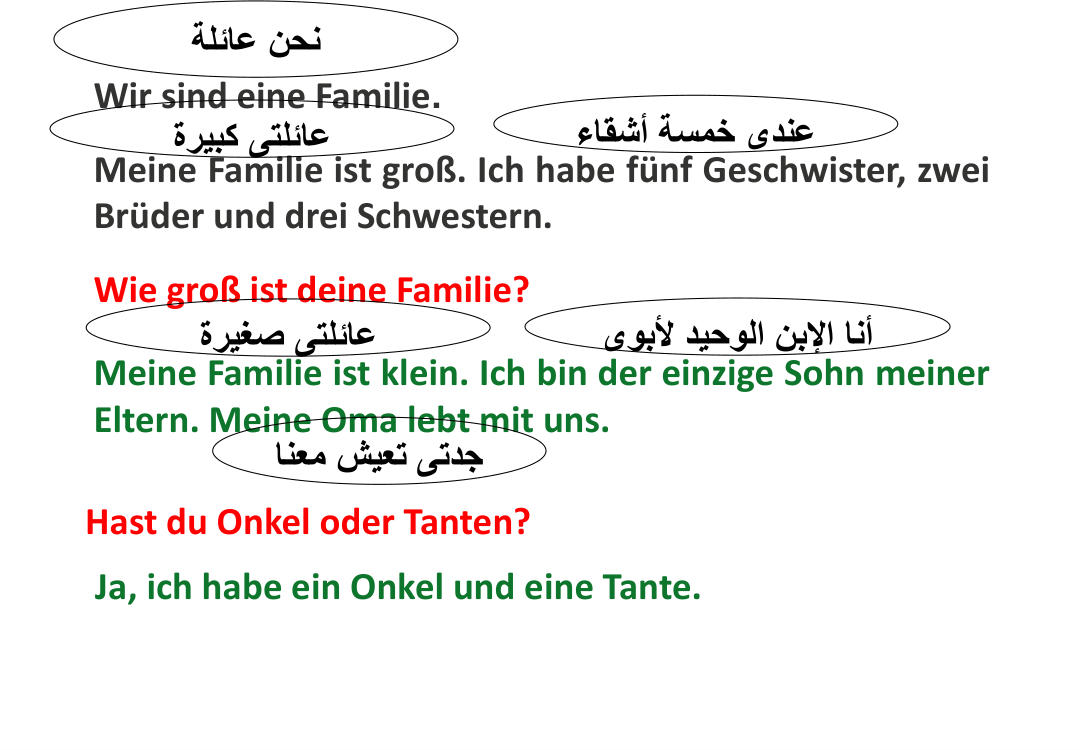 نحن عائلة
Wir sind eine Familie.
عائلتى كبيرة
عندى خمسة أشقاء
Meine Familie ist groß. Ich habe fünf Geschwister, zwei
Brüder und drei Schwestern.
Wie groß ist deine Familie?
عائلتى صغيرة
أنا الإبن الوحيد لأبوى
Meine Familie ist klein. Ich bin der einzige Sohn meiner
Eltern. Meine Oma lebt mit uns.
جدتى تعيش معنا
Hast du Onkel oder Tanten?
Ja, ich habe ein Onkel und eine Tante.